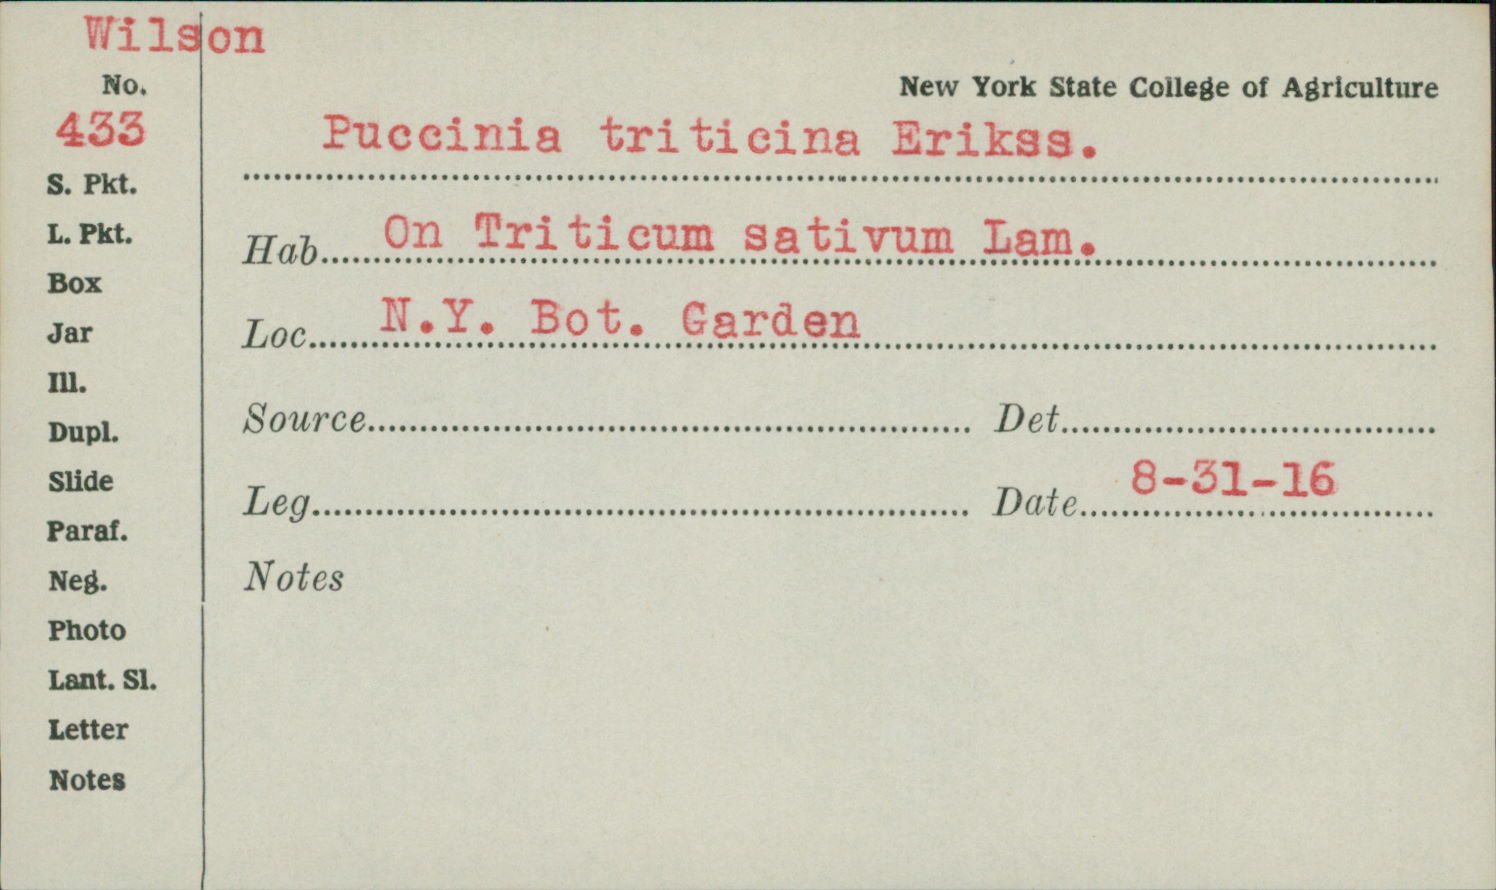 Wilson
No.
New York State College of Agriculture
433
Puccinia triticina Erikss.
S. Pkt.
L. Pkt.
Hab. On Triticum sativum Lam.
Box
Jar
Loc. N.Y. Bot. Garden
Ill.
Dupl.
Source Det.
Slide
Leg. Date 8-31-16
Paraf.
Neg.
Notes
Photo
Lant. Sl.
Letter
Notes